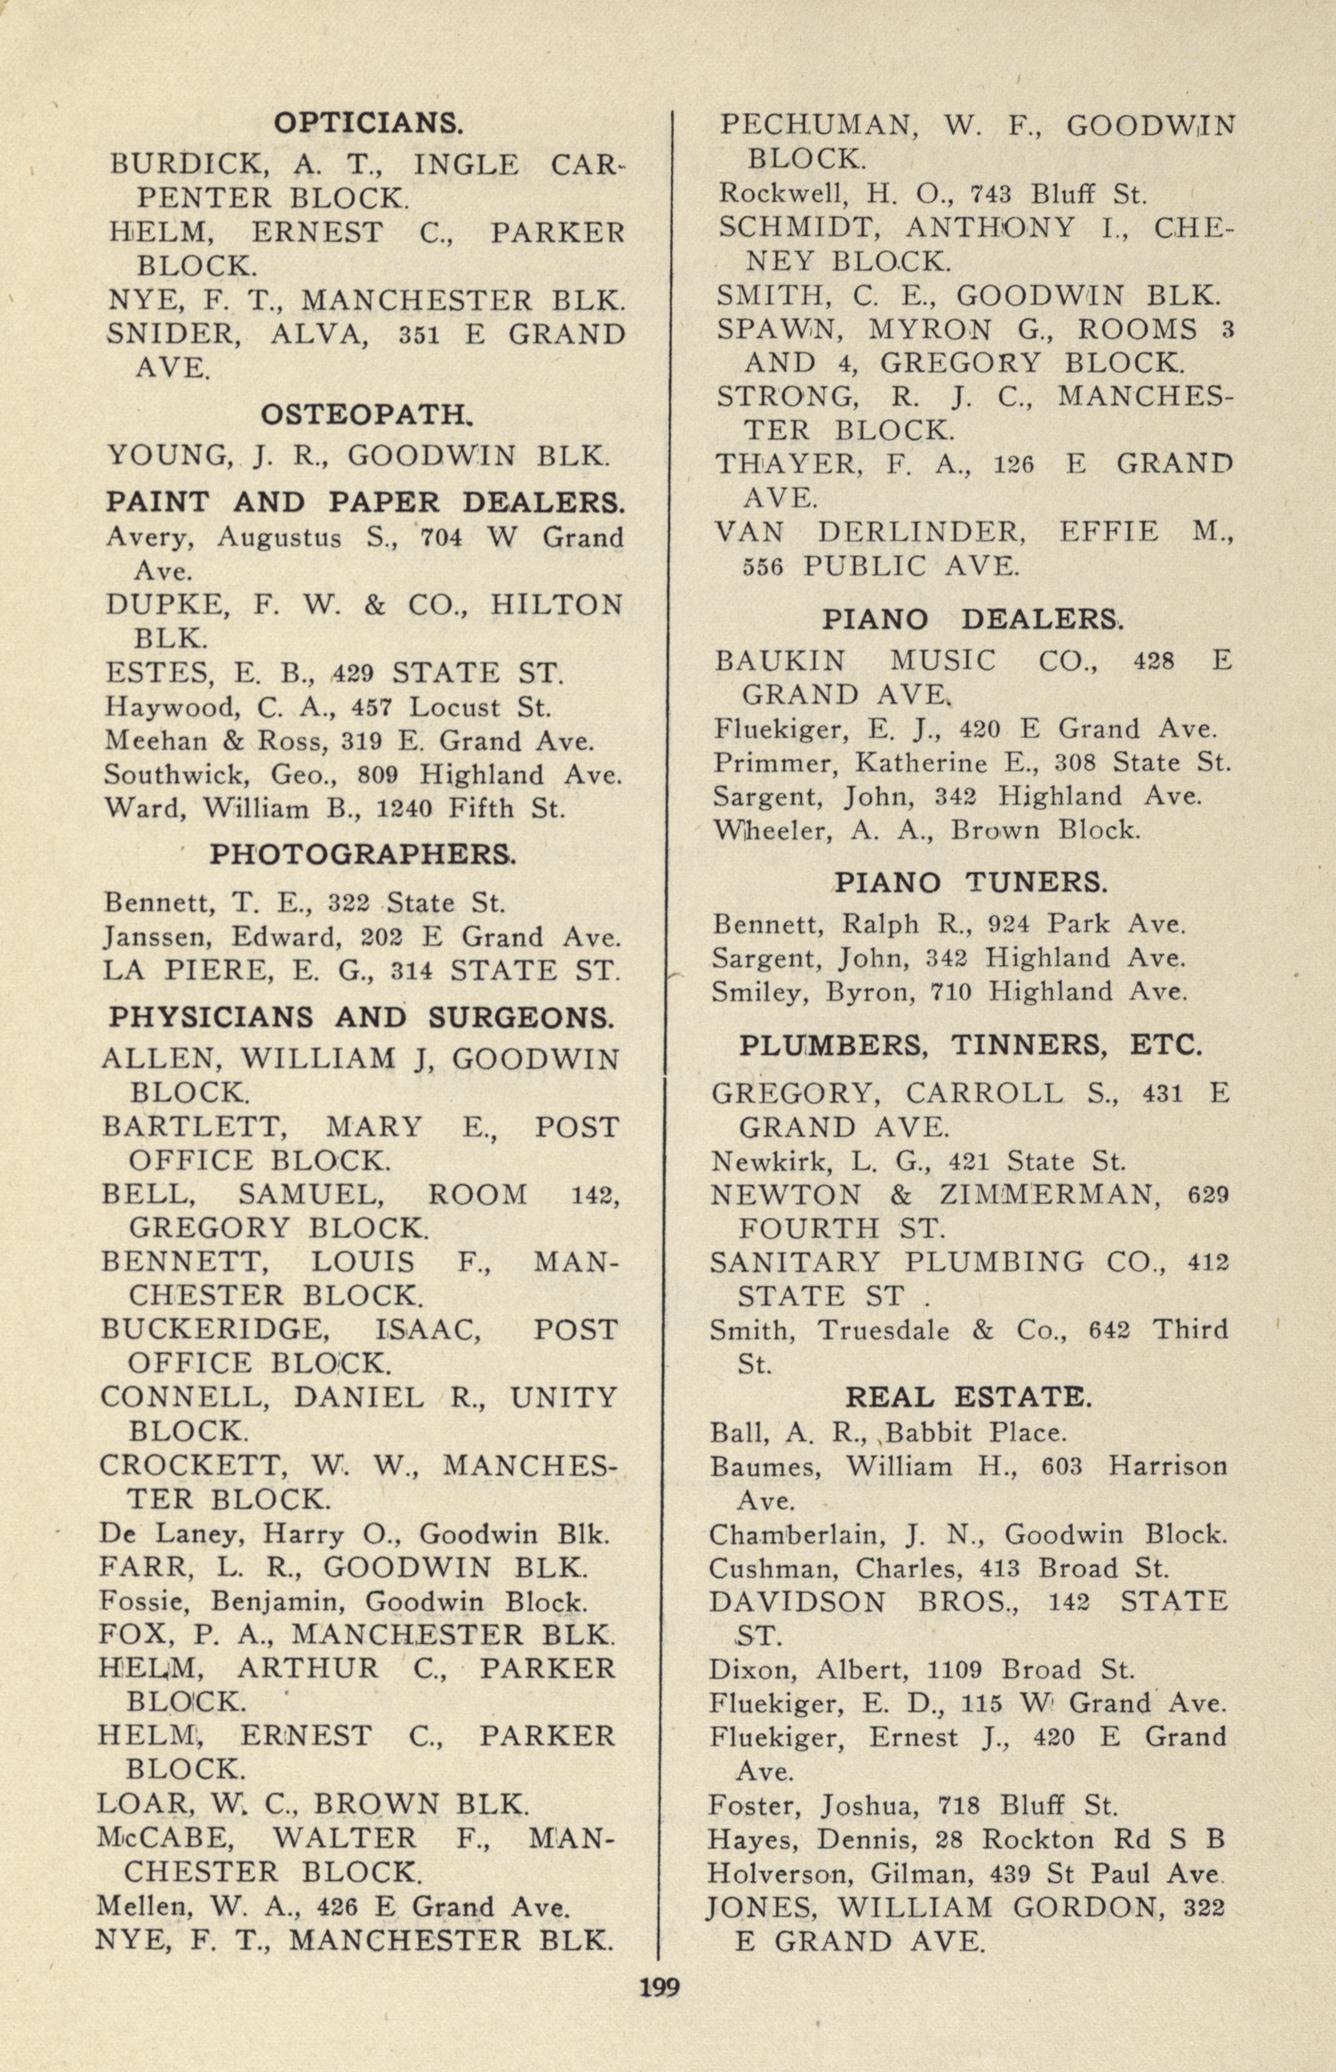 OPTICIANS.
BURDICK, A. T., INGLE CAR-
PENTER BLOCK.
HELM, ERNEST C., PARKER
BLOCK.
NYE, F. T., MANCHESTER BLK.
SNIDER, ALVA, 351 E GRAND
AVE.
OSTEOPATH.
YOUNG, J. R., GOODWIN BLK.
PAINT AND PAPER DEALERS.
Avery, Augustus S., 704 W Grand
Ave.
DUPKE, F. W. & CO., HILTON
BLK.
ESTES, E. B., 429 STATE ST.
Haywood, C. A., 457 Locust St.
Meehan & Ross, 319 E. Grand Ave.
Southwick, Geo., 809 Highland Ave.
Ward, William B., 1240 Fifth St.
PHOTOGRAPHERS.
Bennett, T. E., 322 State St.
Janssen, Edward, 202 E Grand Ave.
LA PIERE, E. G., 314 STATE ST.
PHYSICIANS AND SURGEONS.
ALLEN, WILLIAM J, GOODWIN
BLOCK.
BARTLETT, MARY E., POST
OFFICE BLOCK.
BELL, SAMUEL, ROOM 142,
GREGORY BLOCK.
BENNETT, LOUIS F., MAN-
CHESTER BLOCK.
BUCKERIDGE, ISAAC, POST
OFFICE BLOCK.
CONNELL, DANIEL R., UNITY
BLOCK.
CROCKETT, W. W., MANCHES-
TER BLOCK.
De Laney, Harry O., Goodwin Blk.
FARR, L. R., GOODWIN BLK.
Fossie, Benjamin, Goodwin Block.
FOX, P. A., MANCHESTER BLK.
HELM, ARTHUR C., PARKER
BLOCK.
HELM, ERNEST C., PARKER
BLOCK.
LOAR, W. C., BROWN BLK.
McCABE, WALTER F., MAN-
CHESTER BLOCK.
Mellen, W. A., 426 E Grand Ave.
NYE, F. T., MANCHESTER BLK.
PECHUMAN, W. F., GOODWIN
BLOCK.
Rockwell, H. O., 743 Bluff St.
SCHMIDT, ANTHONY I., CHE-
NEY BLOCK.
SMITH, C. E., GOODWIN BLK.
SPAWN, MYRON G., ROOMS 3
AND 4, GREGORY BLOCK.
STRONG, R. J. C., MANCHES-
TER BLOCK.
THAYER, F. A., 126 E GRAND
AVE.
VAN DERLINDER, EFFIE M.,
556 PUBLIC AVE.
PIANO DEALERS.
BAUKIN MUSIC CO., 428 E
GRAND AVE.
Fluekiger, E. J., 420 E Grand Ave.
Primmer, Katherine E., 308 State St.
Sargent, John, 342 Highland Ave.
Wheeler, A. A., Brown Block.
PIANO TUNERS.
Bennett, Ralph R., 924 Park Ave.
Sargent, John, 342 Highland Ave.
Smiley, Byron, 710 Highland Ave.
PLUMBERS, TINNERS, ETC.
GREGORY, CARROLL S., 431 E
GRAND AVE.
Newkirk, L. G., 421 State St.
NEWTON & ZIMMERMAN, 629
FOURTH ST.
SANITARY PLUMBING CO., 412
STATE ST .
Smith, Truesdale & Co., 642 Third
St.
REAL ESTATE.
Ball, A. R., Babbit Place.
Baumes, William H., 603 Harrison
Ave.
Chamberlain, J. N., Goodwin Block.
Cushman, Charles, 413 Broad St.
DAVIDSON BROS., 142 STATE
ST.
Dixon, Albert, 1109 Broad St.
Fluekiger, E. D., 115 W Grand Ave.
Fluekiger, Ernest J., 420 E Grand
Ave.
Foster, Joshua, 718 Bluff St.
Hayes, Dennis, 28 Rockton Rd S B
Holverson, Gilman, 439 St Paul Ave.
JONES, WILLIAM GORDON, 322
E GRAND AVE.
199